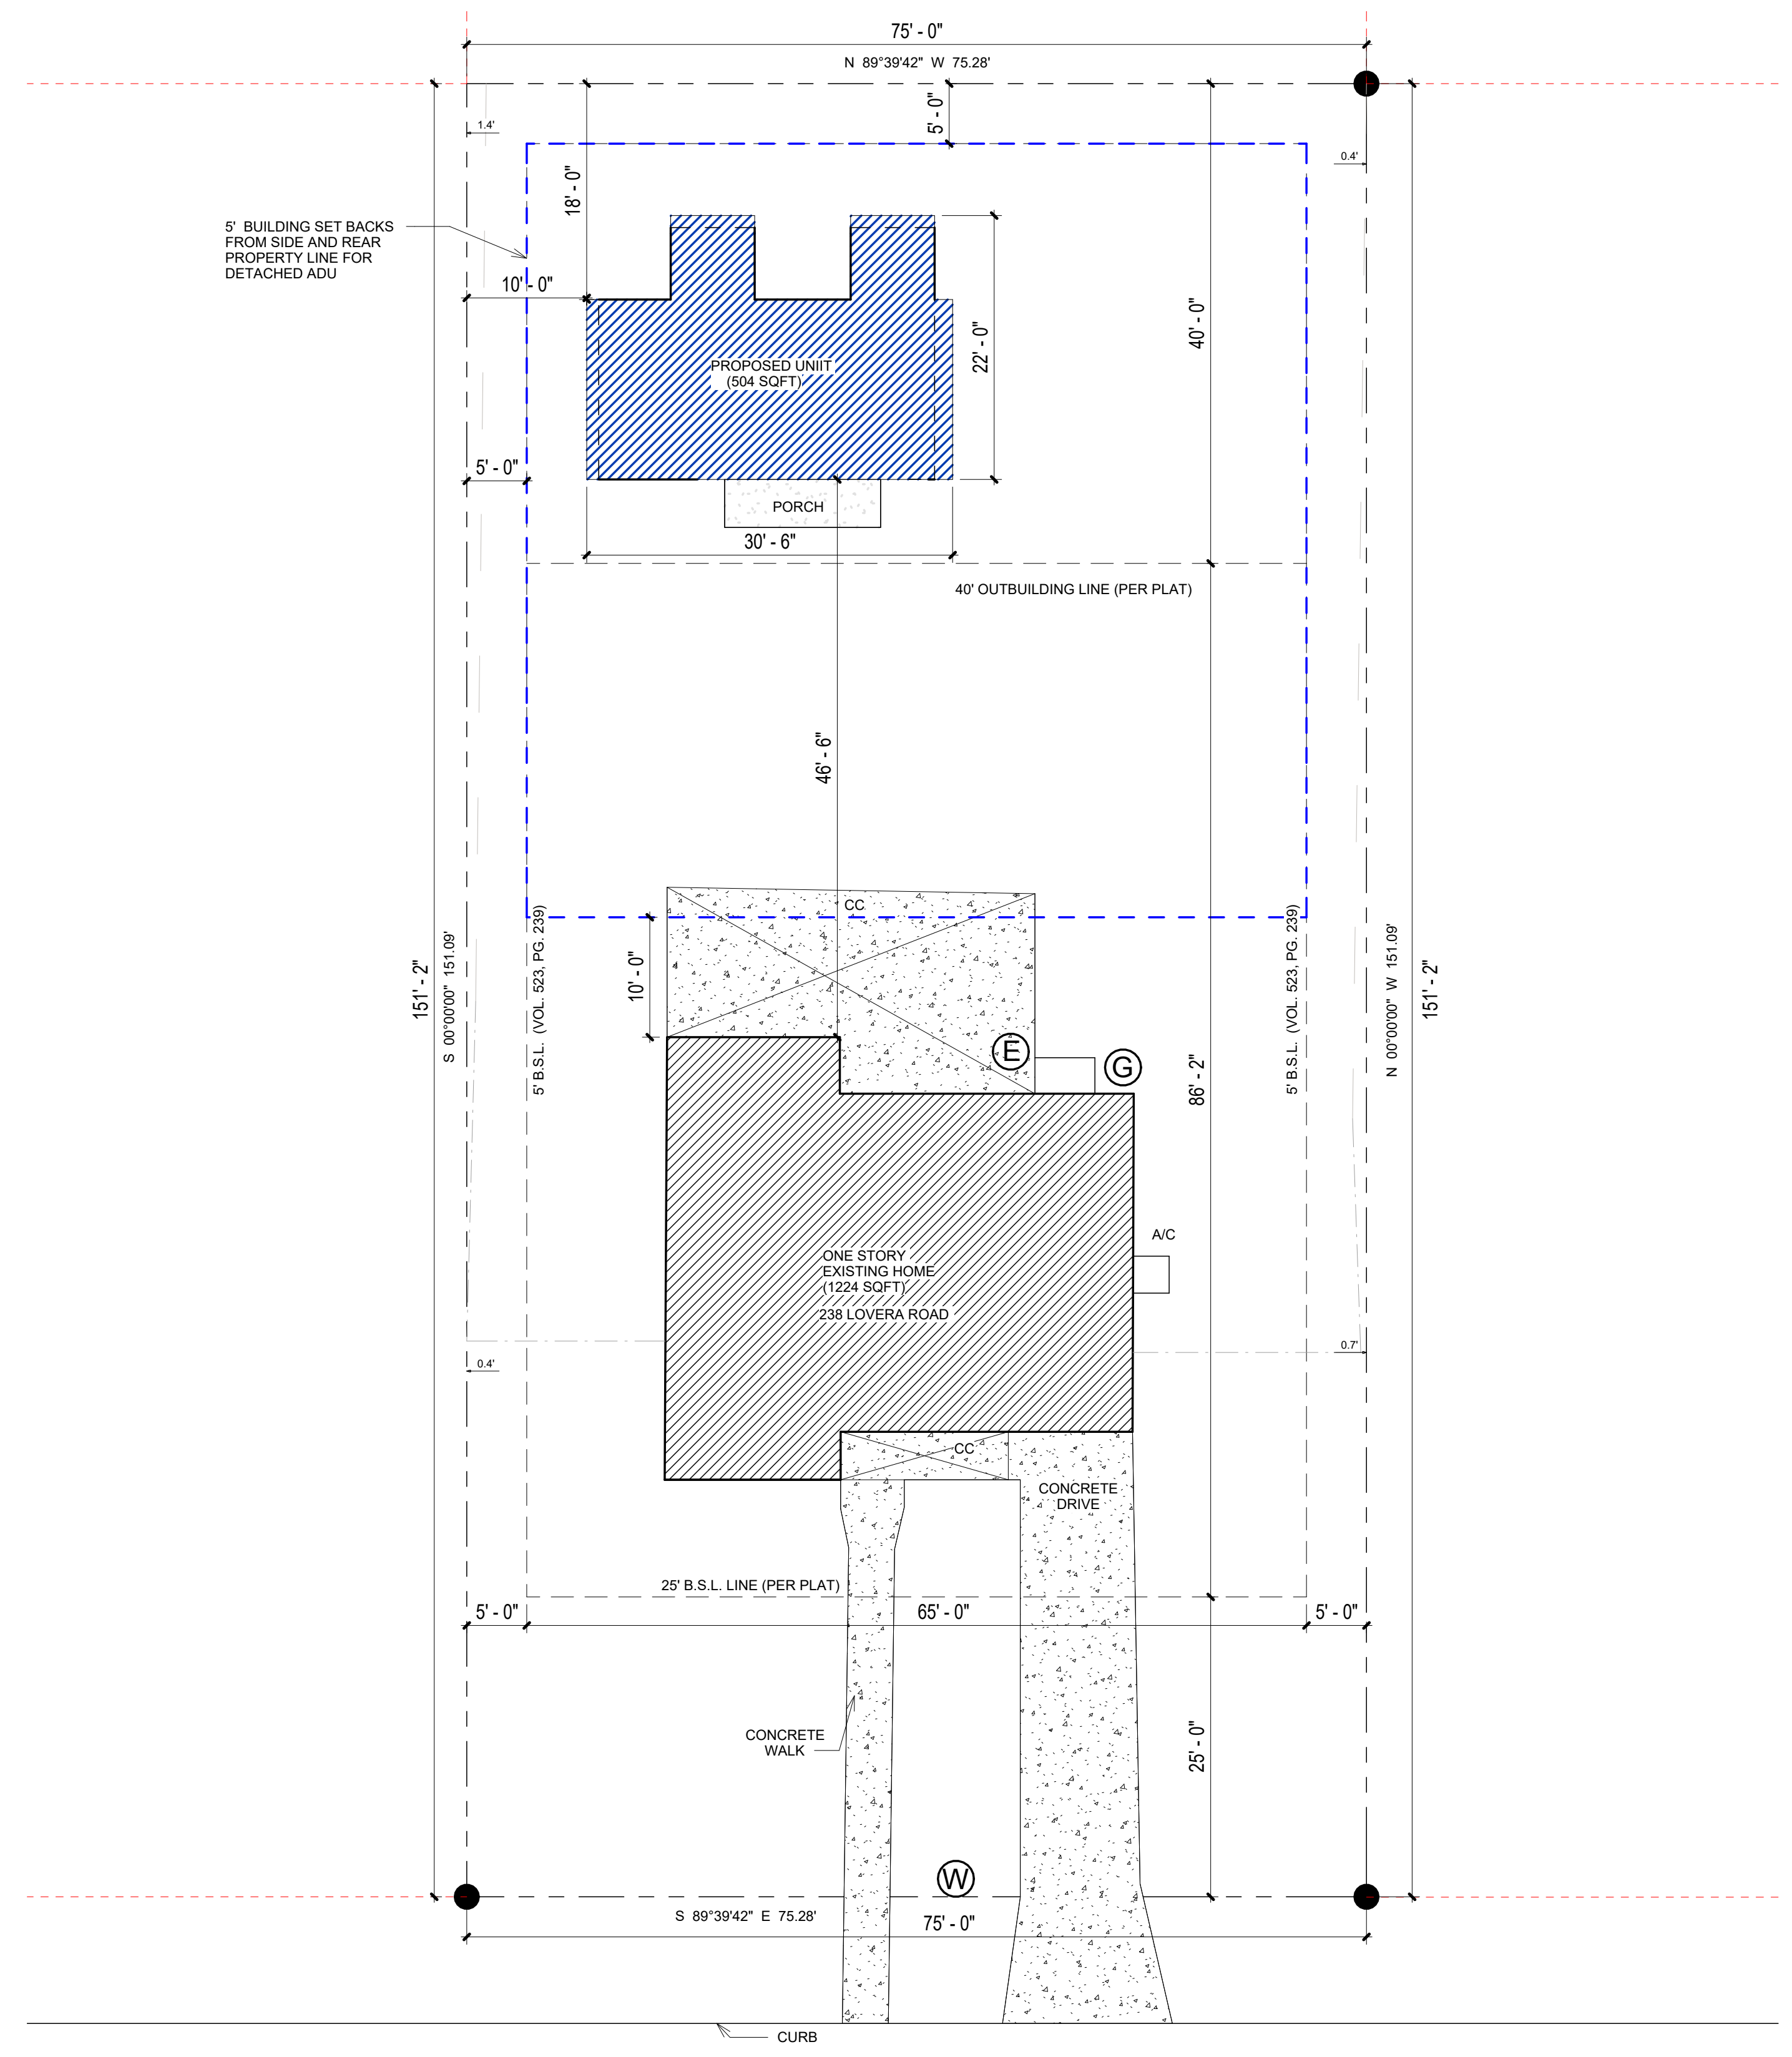 75' - 0"
N 89°39'42" W 75.28'
5' - 0"
1.4'
0.4'
18' - 0"
5' BUILDING SET BACKS
FROM SIDE AND REAR
PROPERTY LINE FOR
DETACHED ADU
10' - 0"
40' - 0"
22' - 0"
PROPOSED UNIIT
(504 SQFT)
5' - 0"
PORCH
30' - 6"
40' OUTBUILDING LINE (PER PLAT)
46' - 6"
CC
5' B.S.L. (VOL. 523, PG. 239)
5' B.S.L. (VOL. 523, PG. 239)
151' - 2"
S 00°00'00" 151.09'
10' - 0"
N 00°00'00" W 151.09'
151' - 2"
E
G
86' - 2"
A/C
ONE STORY
EXISTING HOME
(1224 SQFT)
238 LOVERA ROAD
0.7'
0.4'
CC
CONCRETE
DRIVE
25' B.S.L. LINE (PER PLAT)
5' - 0"
65' - 0"
5' - 0"
CONCRETE
WALK
25' - 0"
W
S 89°39'42" E 75.28'
75' - 0"
CURB